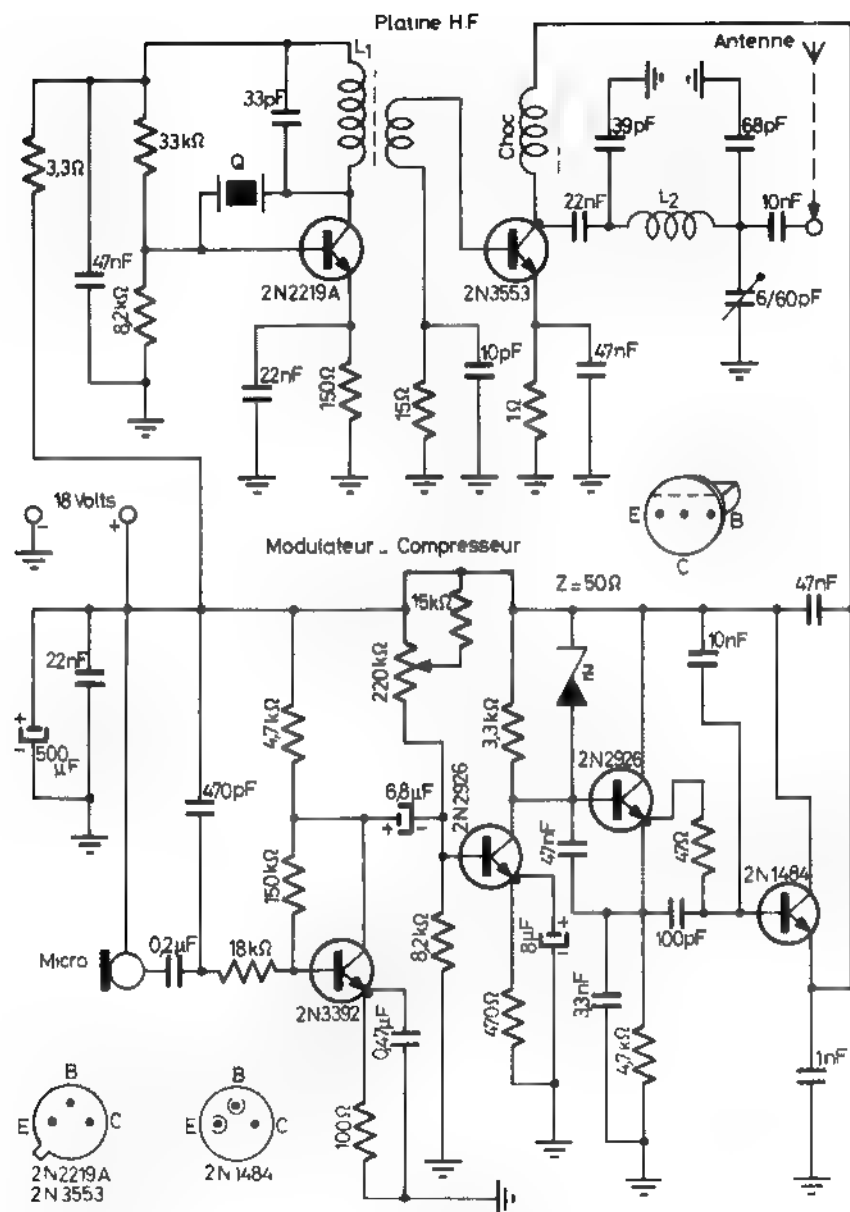 Platine H.F
L1
Antenne
33pF
Choc
39pF
68pF
3,3Ω
33kΩ
Q
22nF
L2
10nF
47nF
2N2219A
2N3553
6/60pF
8,2kΩ
22nF
150Ω
15Ω
10pF
1Ω
47nF
18 Volts
-
+
E
B
C
Modulateur - Compresseur
15kΩ
Z = 50Ω
47nF
22nF
10nF
220kΩ
+
-
500
µF
4,7kΩ
3,3kΩ
2N2926
470pF
6,8µF
+
-
2N2926
47nF
47Ω
2N1484
150kΩ
100pF
0,2µF
18kΩ
8,2kΩ
8µF
+
-
Micro
2N3392
33nF
0,47µF
470Ω
4,7kΩ
1nF
B
B
E
C
E
C
100Ω
2N2219A
2N3553
2N1484